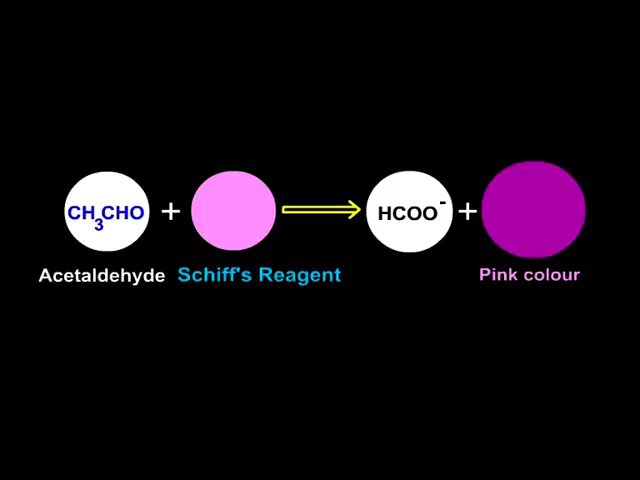 CH3CHO + HCOO- +
Acetaldehyde Schiff's Reagent Pink colour